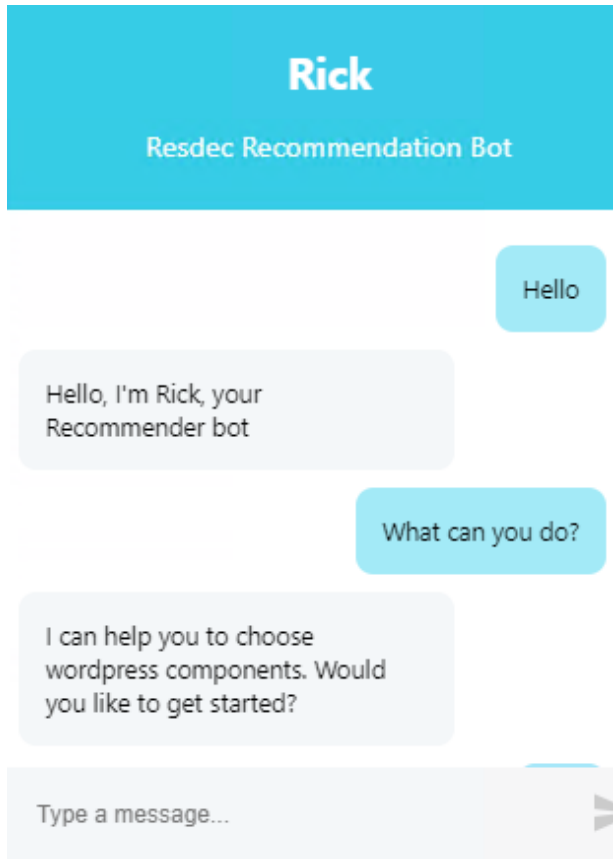 Rick
Resdec Recommendation Bot
Hello
Hello, I'm Rick, your
Recommender bot
What can you do?
I can help you to choose
wordpress components. Would
you like to get started?
Type a message...